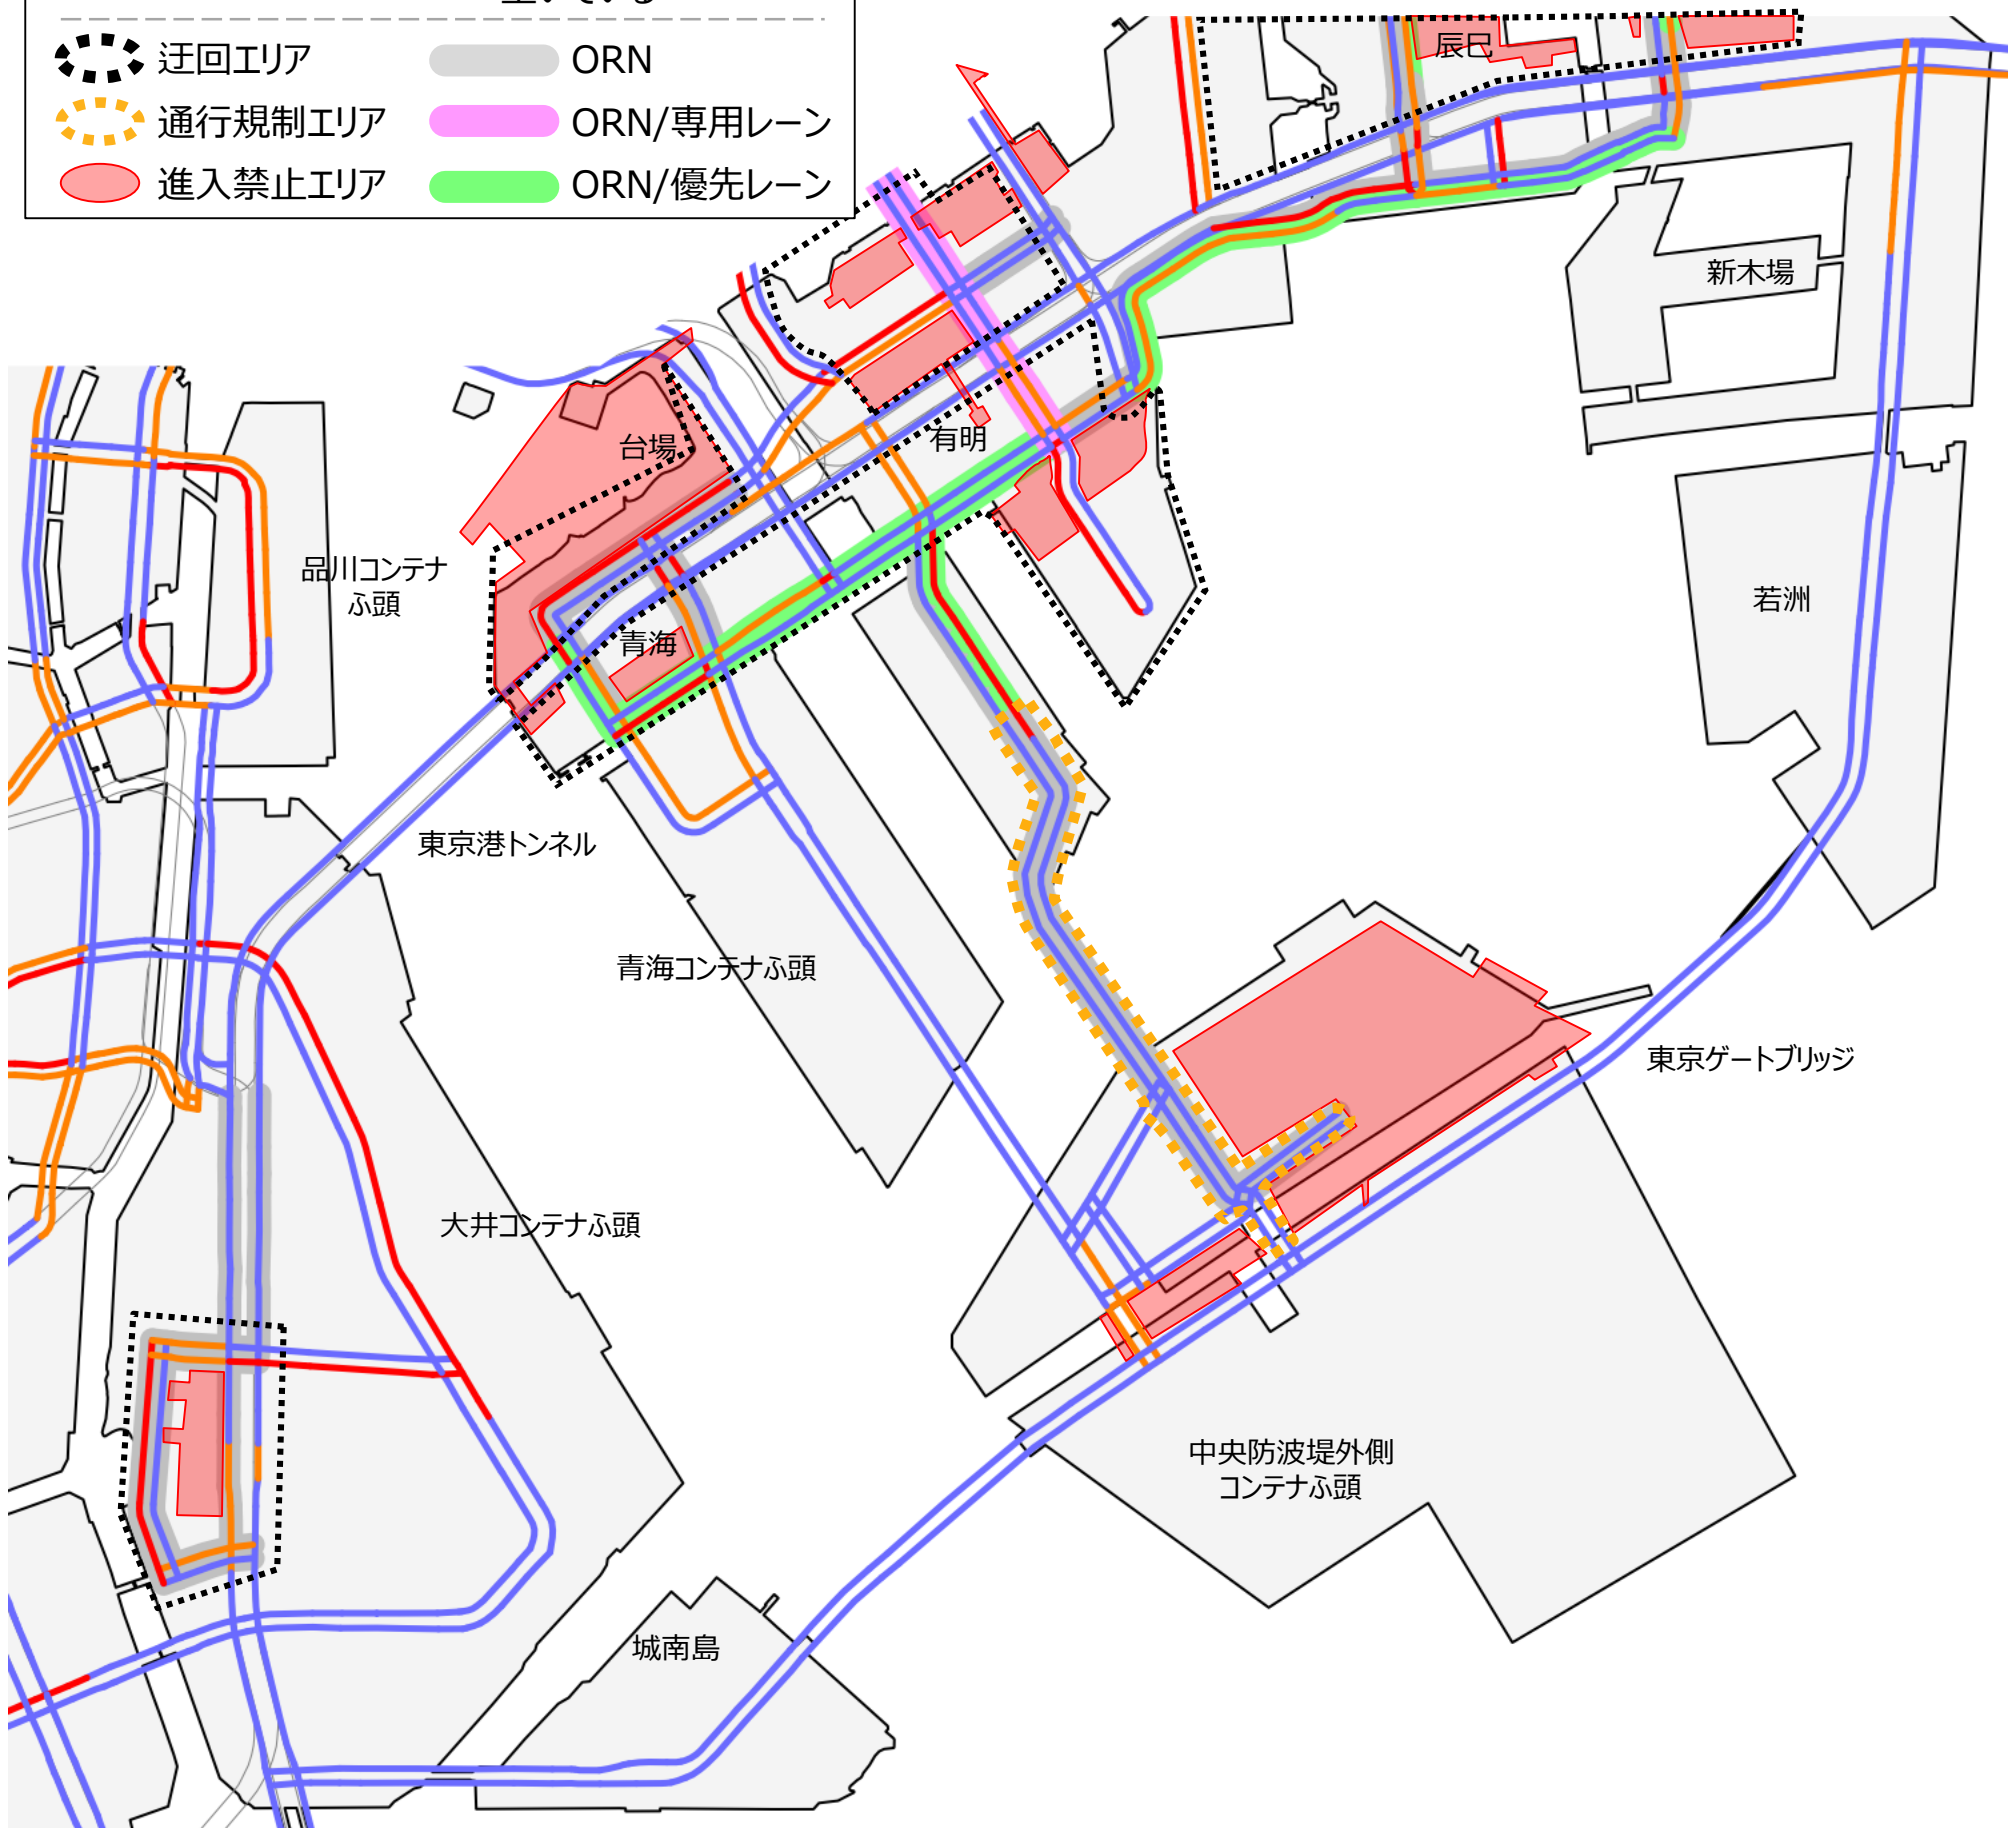 空いている
迂回エリア
ORN
通行規制エリア
ORN/専用レーン
進入禁止エリア
ORN/優先レーン
辰巳
新木場
台場
有明
品川コンテナ
ふ頭
青海
若洲
東京港トンネル
青海コンテナふ頭
東京ゲートブリッジ
大井コンテナふ頭
中央防波堤外側
コンテナふ頭
城南島